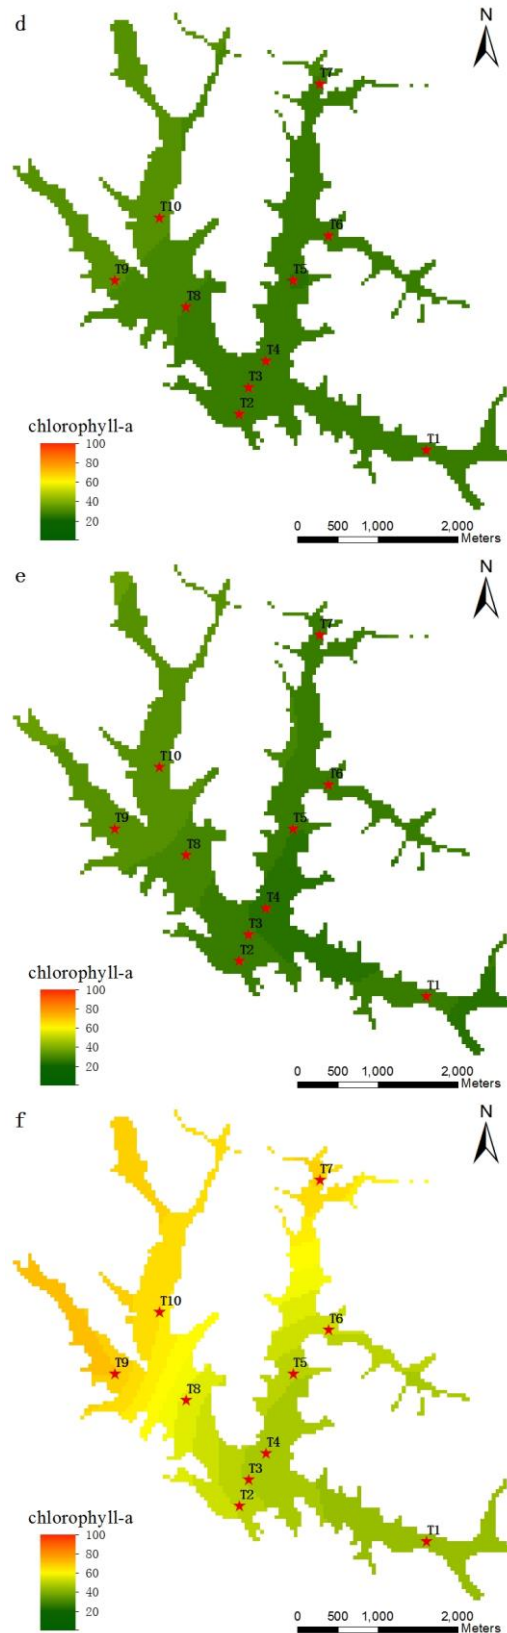 d
N
T7
T10
T6
T9
T5
T8
T4
T3
T2
chlorophyll-a
T1
100
80
60
40
20
0 500 1,000 2,000
Meters
e
N
T7
T10
T6
T9
T5
T8
T4
T3
T2
chlorophyll-a
T1
100
80
60
40
20
0 500 1,000 2,000
Meters
f
N
T7
T10
T6
T9
T5
T8
T4
T3
T2
chlorophyll-a
T1
100
80
60
40
20
0 500 1,000 2,000
Meters